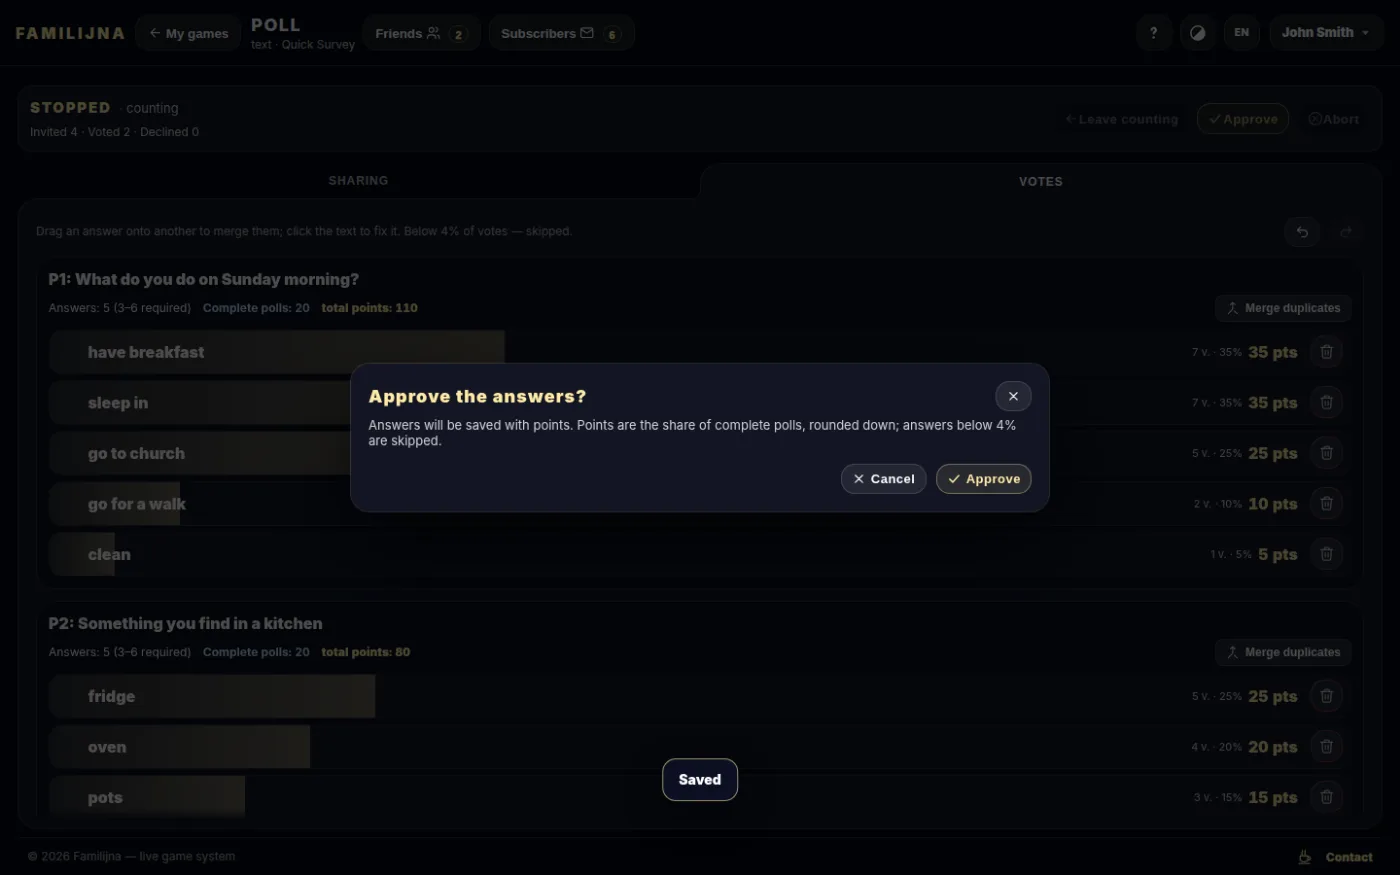 FAMILIJNA
← My games
POLL
text · Quick Survey
Friends 2
Subscribers 6
?
EN
John Smith
STOPPED · counting
Invited 4 · Voted 2 · Declined 0
← Leave counting
Approve
Abort
SHARING
VOTES
Drag an answer onto another to merge them; click the text to fix it. Below 4% of votes — skipped.
P1: What do you do on Sunday morning?
Answers: 5 (3–6 required) Complete polls: 20 total points: 110
Merge duplicates
have breakfast
7 v. · 35% 35 pts
sleep in
7 v. · 35% 35 pts
go to church
5 v. · 25% 25 pts
go for a walk
2 v. · 10% 10 pts
clean
1 v. · 5% 5 pts
Approve the answers?
Answers will be saved with points. Points are the share of complete polls, rounded down; answers below 4%
are skipped.
Cancel
Approve
P2: Something you find in a kitchen
Answers: 5 (3–6 required) Complete polls: 20 total points: 80
Merge duplicates
fridge
5 v. · 25% 25 pts
oven
4 v. · 20% 20 pts
pots
3 v. · 15% 15 pts
Saved
© 2026 Familijna — live game system
Contact